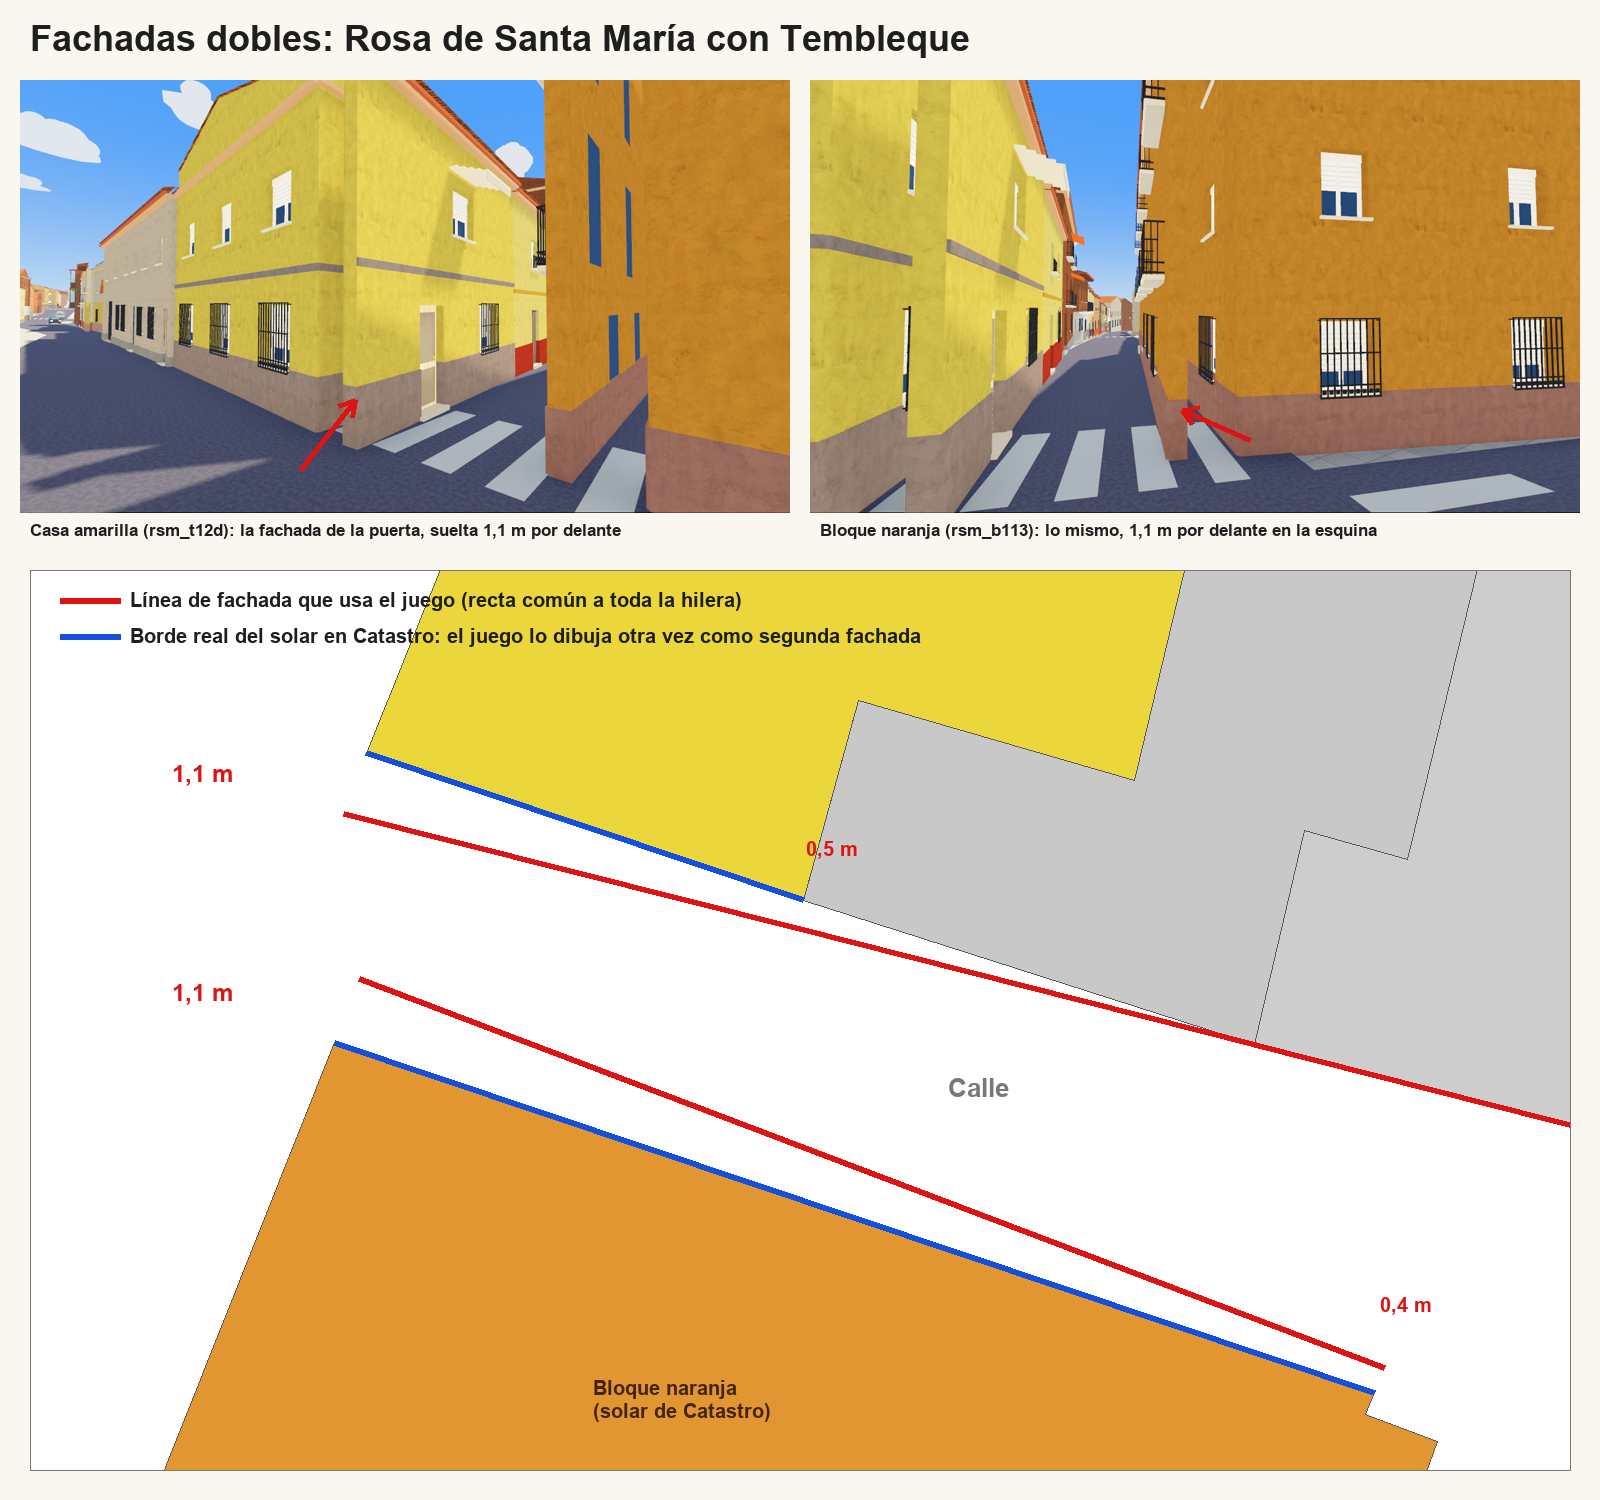 Fachadas dobles: Rosa de Santa María con Tembleque
Casa amarilla (rsm_t12d): la fachada de la puerta, suelta 1,1 m por delante
Bloque naranja (rsm_b113): lo mismo, 1,1 m por delante en la esquina
Línea de fachada que usa el juego (recta común a toda la hilera)
Borde real del solar en Catastro: el juego lo dibuja otra vez como segunda fachada
1,1 m
0,5 m
1,1 m
Calle
0,4 m
Bloque naranja
(solar de Catastro)